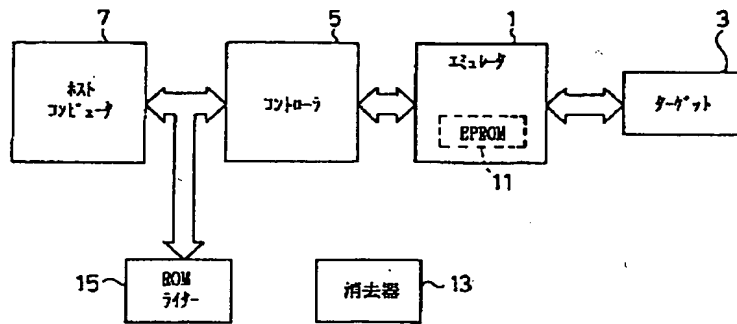 7
5
1
3
ホスト
コンピュータ
コントローラ
エミュレータ
EPROM
11
ターゲット
15
ROM
ライター
消去器
13